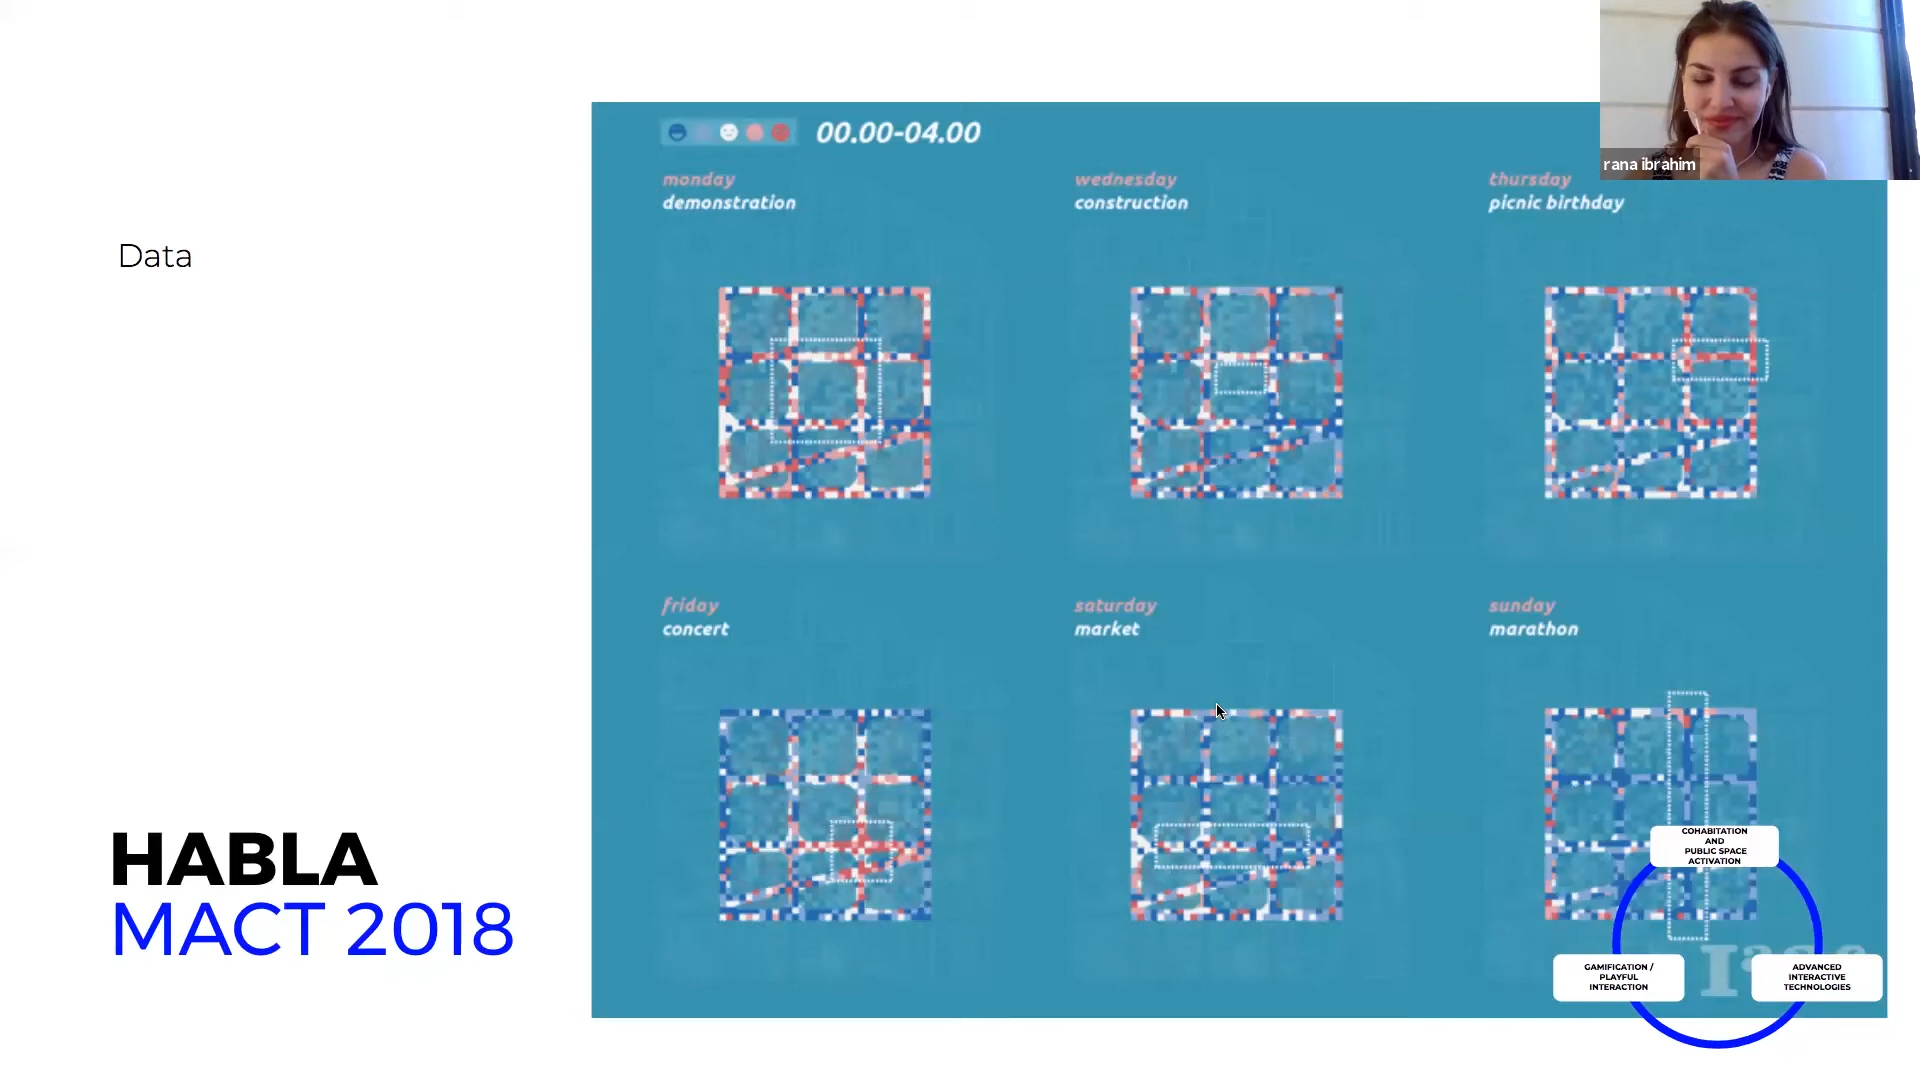 rana ibrahim
00.00-04.00
monday
demonstration
wednesday
construction
thursday
picnic birthday
Data
friday
concert
saturday
market
sunday
marathon
HABLA
MACT 2018
COHABITATION
AND
PUBLIC SPACE
ACTIVATION
GAMIFICATION /
PLAYFUL
INTERACTION
ADVANCED
INTERACTIVE
TECHNOLOGIES